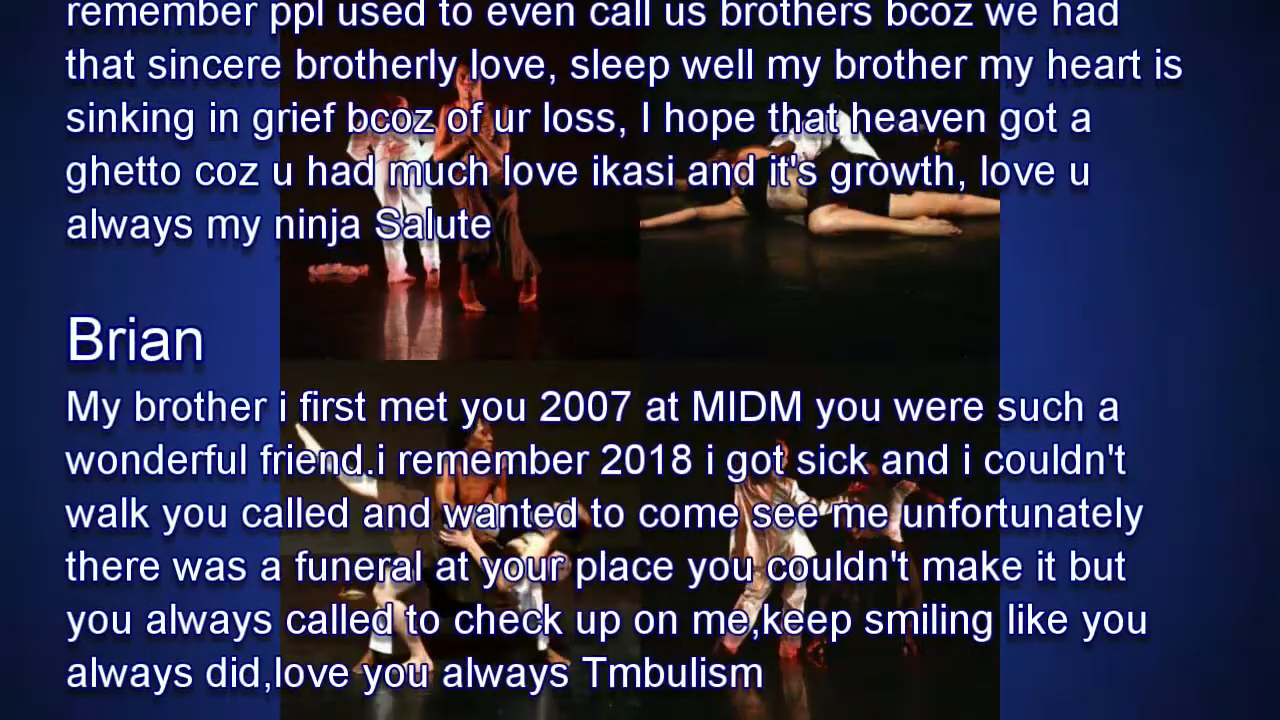 remember ppl used to even call us brothers bcoz we had
that sincere brotherly love, sleep well my brother my heart is
sinking in grief bcoz of ur loss, I hope that heaven got a
ghetto coz u had much love ikasi and it's growth, love u
always my ninja Salute
Brian
My brother i first met you 2007 at MIDM you were such a
wonderful friend.i remember 2018 i got sick and i couldn't
walk you called and wanted to come see me unfortunately
there was a funeral at your place you couldn't make it but
you always called to check up on me,keep smiling like you
always did,love you always Tmbulism